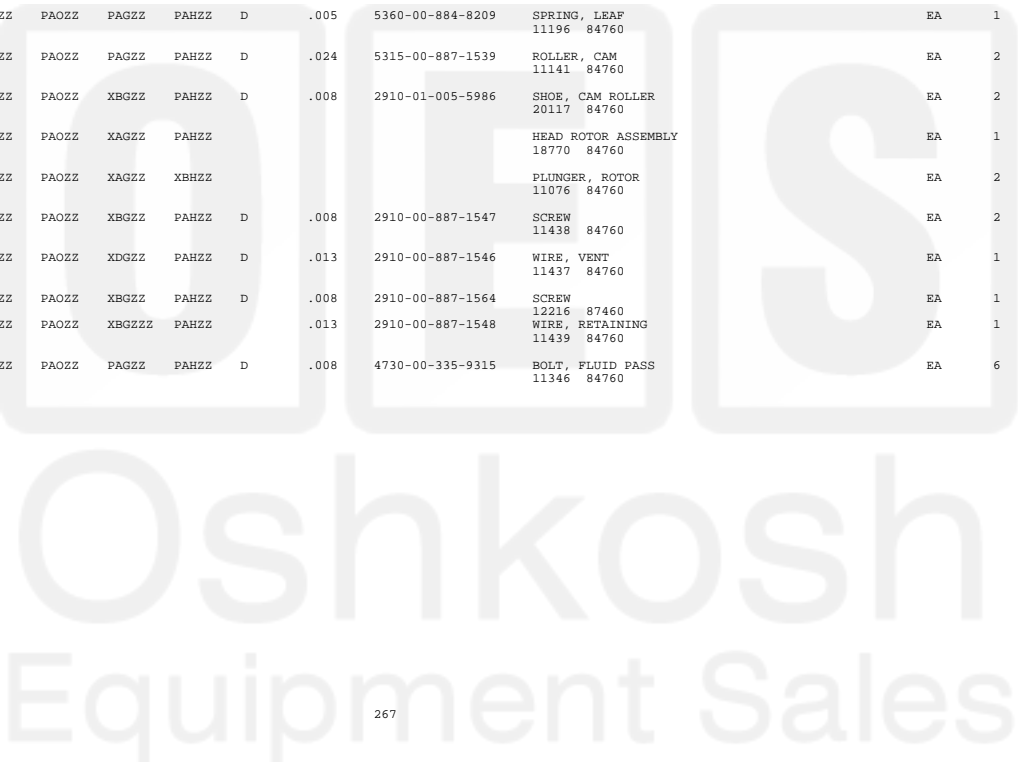 ZZ PAOZZ PAGZZ PAHZZ D .005 5360-00-884-8209 SPRING, LEAF EA 1
11196 84760
ZZ PAOZZ PAGZZ PAHZZ D .024 5315-00-887-1539 ROLLER, CAM EA 2
11141 84760
ZZ PAOZZ XBGZZ PAHZZ D .008 2910-01-005-5986 SHOE, CAM ROLLER EA 2
20117 84760
ZZ PAOZZ XAGZZ PAHZZ HEAD ROTOR ASSEMBLY EA 1
18770 84760
ZZ PAOZZ XAGZZ XBHZZ PLUNGER, ROTOR EA 2
11076 84760
ZZ PAOZZ XBGZZ PAHZZ D .008 2910-00-887-1547 SCREW EA 2
11438 84760
ZZ PAOZZ XDGZZ PAHZZ D .013 2910-00-887-1546 WIRE, VENT EA 1
11437 84760
ZZ PAOZZ XBGZZ PAHZZ D .008 2910-00-887-1564 SCREW EA 1
12216 87460
ZZ PAOZZ XBGZZZ PAHZZ .013 2910-00-887-1548 WIRE, RETAINING EA 1
11439 84760
ZZ PAOZZ PAGZZ PAHZZ D .008 4730-00-335-9315 BOLT, FLUID PASS EA 6
11346 84760
OES
Oshkosh
Equipment Sales
267